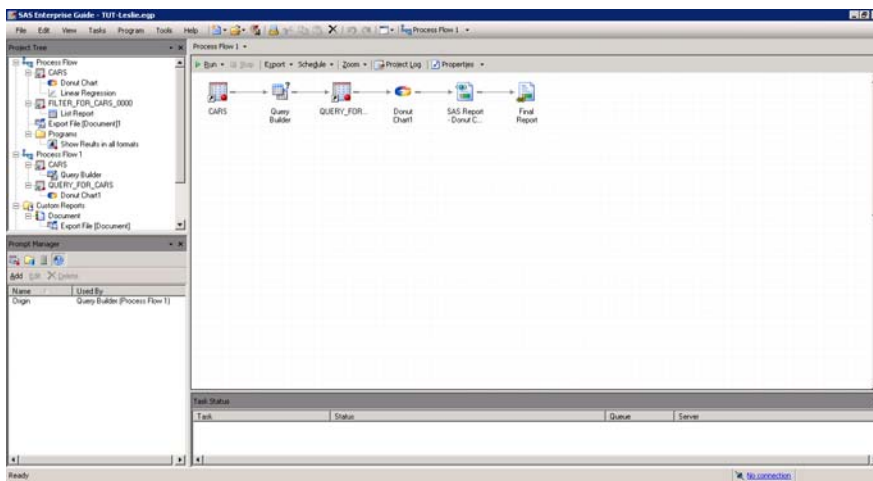 SAS Enterprise Guide - TUT-Leslie.egp
File Edit View Tasks Program Tools Help Process Flow 1
Project Tree
Process Flow
CARS
Donut Chart
Linear Regression
FILTER_FOR_CARS_0000
List Report
Export File [Document]1
Programs
Show Results in all formats
Process Flow 1
CARS
Query Builder
QUERY_FOR_CARS
Donut Chart1
Custom Reports
Document
Export File [Document]
Prompt Manager
Add Edit Delete
Name Used By
Origin Query Builder (Process Flow 1)
Process Flow 1
Run Stop Export Schedule Zoom Project Log Properties
CARS
Query
Builder
QUERY_FOR...
Donut
Chart1
SAS Report
- Donut C...
Final
Report
Task Status
Task Status Queue Server
Ready
No connection